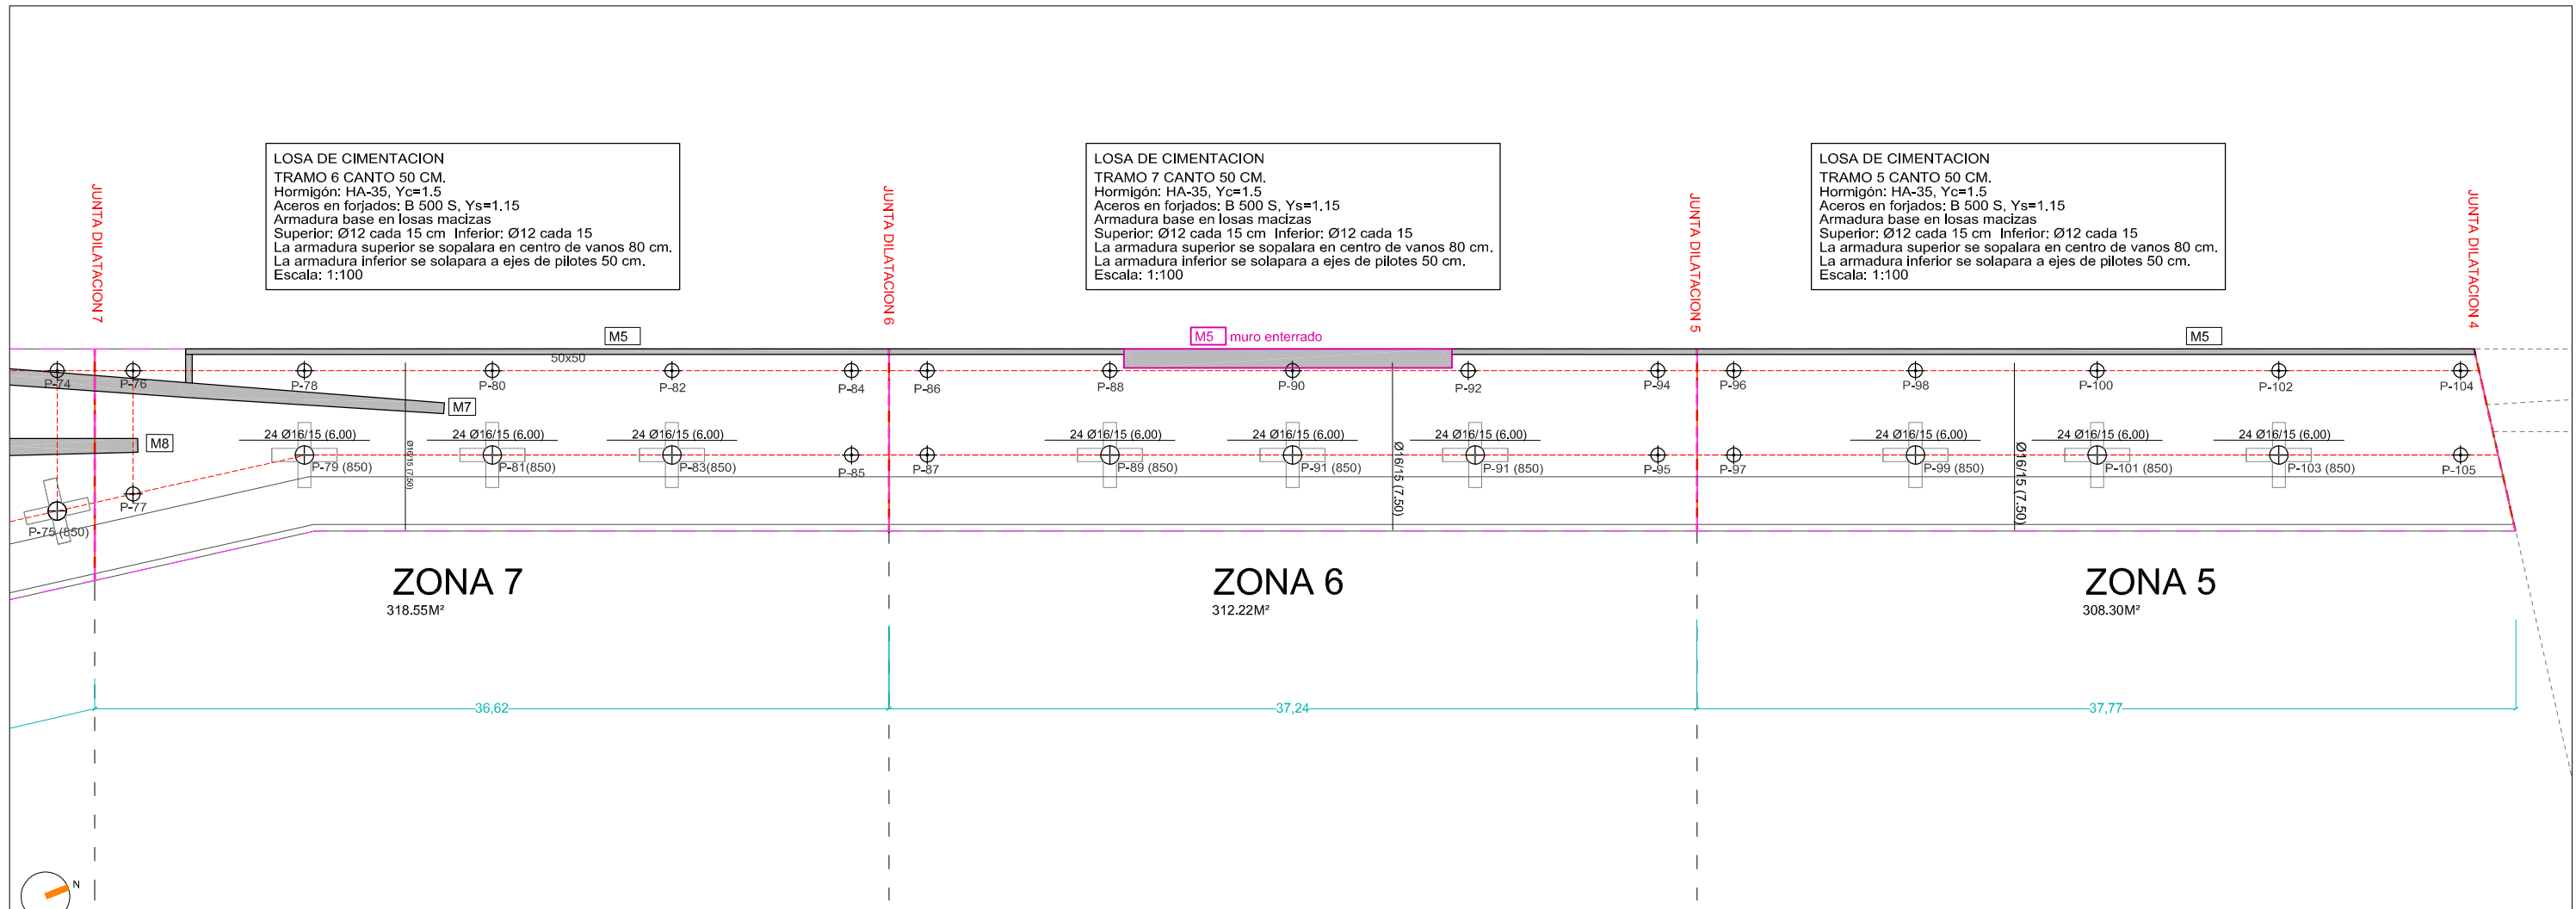 LOSA DE CIMENTACION
TRAMO 6 CANTO 50 CM.
Hormigón: HA-35, Yc=1.5
Aceros en forjados: B 500 S, Ys=1.15
Armadura base en losas macizas
Superior: Ø12 cada 15 cm Inferior: Ø12 cada 15
La armadura superior se sopalara en centro de vanos 80 cm.
La armadura inferior se solapara a ejes de pilotes 50 cm.
Escala: 1:100
LOSA DE CIMENTACION
TRAMO 7 CANTO 50 CM.
Hormigón: HA-35, Yc=1.5
Aceros en forjados: B 500 S, Ys=1.15
Armadura base en losas macizas
Superior: Ø12 cada 15 cm Inferior: Ø12 cada 15
La armadura superior se sopalara en centro de vanos 80 cm.
La armadura inferior se solapara a ejes de pilotes 50 cm.
Escala: 1:100
LOSA DE CIMENTACION
TRAMO 5 CANTO 50 CM.
Hormigón: HA-35, Yc=1.5
Aceros en forjados: B 500 S, Ys=1.15
Armadura base en losas macizas
Superior: Ø12 cada 15 cm Inferior: Ø12 cada 15
La armadura superior se sopalara en centro de vanos 80 cm.
La armadura inferior se solapara a ejes de pilotes 50 cm.
Escala: 1:100
JUNTA DILATACION 7
JUNTA DILATACION 6
JUNTA DILATACION 5
JUNTA DILATACION 4
M5
M5 muro enterrado
M5
50x50
P-74
P-76
P-78
P-80
P-82
P-84
P-86
P-88
P-90
P-92
P-94
P-96
P-98
P-100
P-102
P-104
M7
M8
24 Ø16/15 (6.00)
24 Ø16/15 (6.00)
24 Ø16/15 (6.00)
24 Ø16/15 (6.00)
24 Ø16/15 (6.00)
24 Ø16/15 (6.00)
24 Ø16/15 (6.00)
24 Ø16/15 (6.00)
24 Ø16/15 (6.00)
Ø16/15 (7.50)
Ø16/15 (7.50)
Ø16/15 (7.50)
P-79 (850)
P-81(850)
P-83(850)
P-85
P-87
P-89 (850)
P-91 (850)
P-91 (850)
P-95
P-97
P-99 (850)
P-101 (850)
P-103 (850)
P-105
P-77
P-75 (850)
ZONA 7
318.55M²
ZONA 6
312.22M²
ZONA 5
308.30M²
36,62
37,24
37,77
N